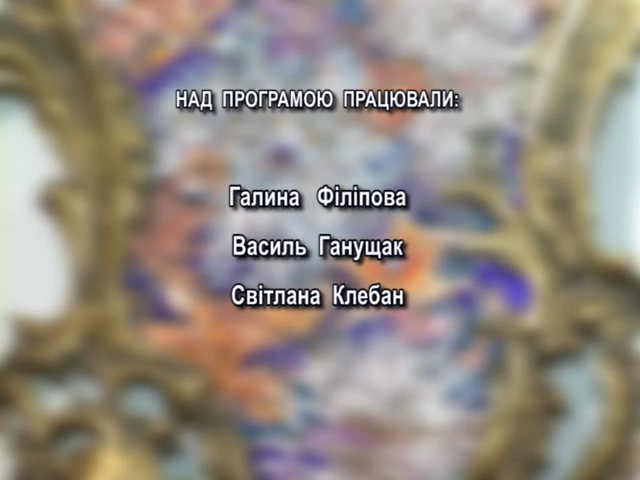 НАД ПРОГРАМОЮ ПРАЦЮВАЛИ:
Галина Філіпова
Василь Ганущак
Світлана Клебан